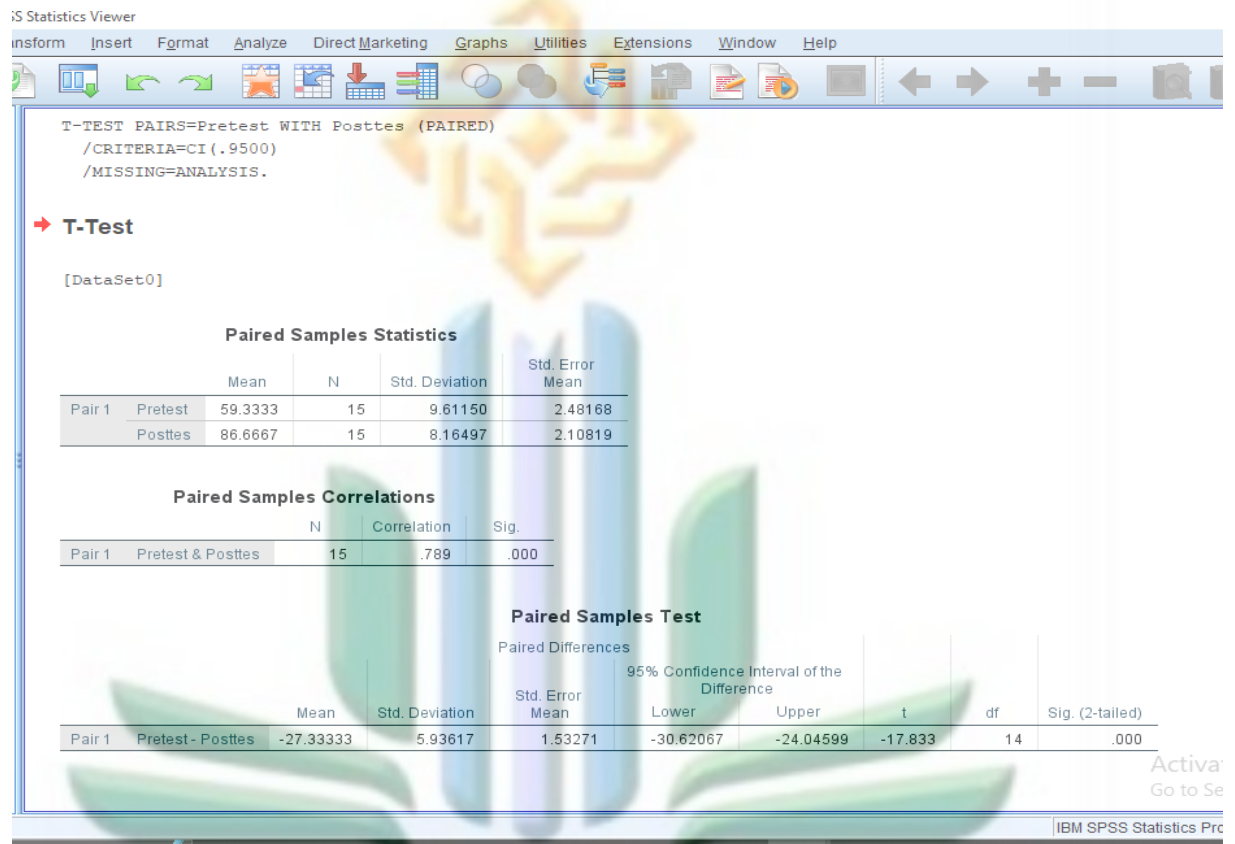 SS Statistics Viewer
ansform Insert Format Analyze Direct Marketing Graphs Utilities Extensions Window Help
T-TEST PAIRS=Pretest WITH Posttes (PAIRED)
/CRITERIA=CI(.9500)
/MISSING=ANALYSIS.
T-Test
[DataSet0]
Paired Samples Statistics
Mean N Std. Deviation Std. Error Mean
Pair 1 Pretest 59.3333 15 9.61150 2.48168
Posttes 86.6667 15 8.16497 2.10819
Paired Samples Correlations
N Correlation Sig.
Pair 1 Pretest & Posttes 15 .789 .000
Paired Samples Test
Paired Differences
95% Confidence Interval of the Difference
Mean Std. Deviation Std. Error Mean Lower Upper t df Sig. (2-tailed)
Pair 1 Pretest - Posttes -27.33333 5.93617 1.53271 -30.62067 -24.04599 -17.833 14 .000
Activa
Go to Se
IBM SPSS Statistics Pro